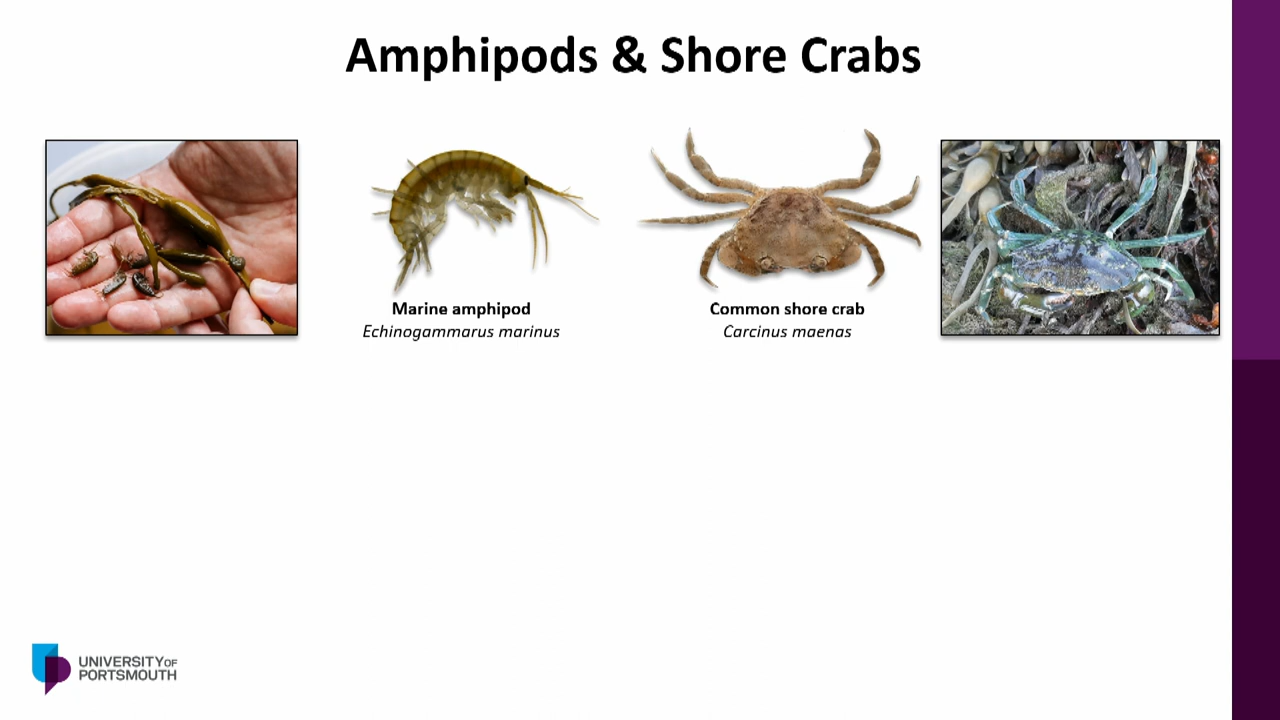 Amphipods & Shore Crabs
Marine amphipod
Echinogammarus marinus
Common shore crab
Carcinus maenas
UNIVERSITY OF
PORTSMOUTH